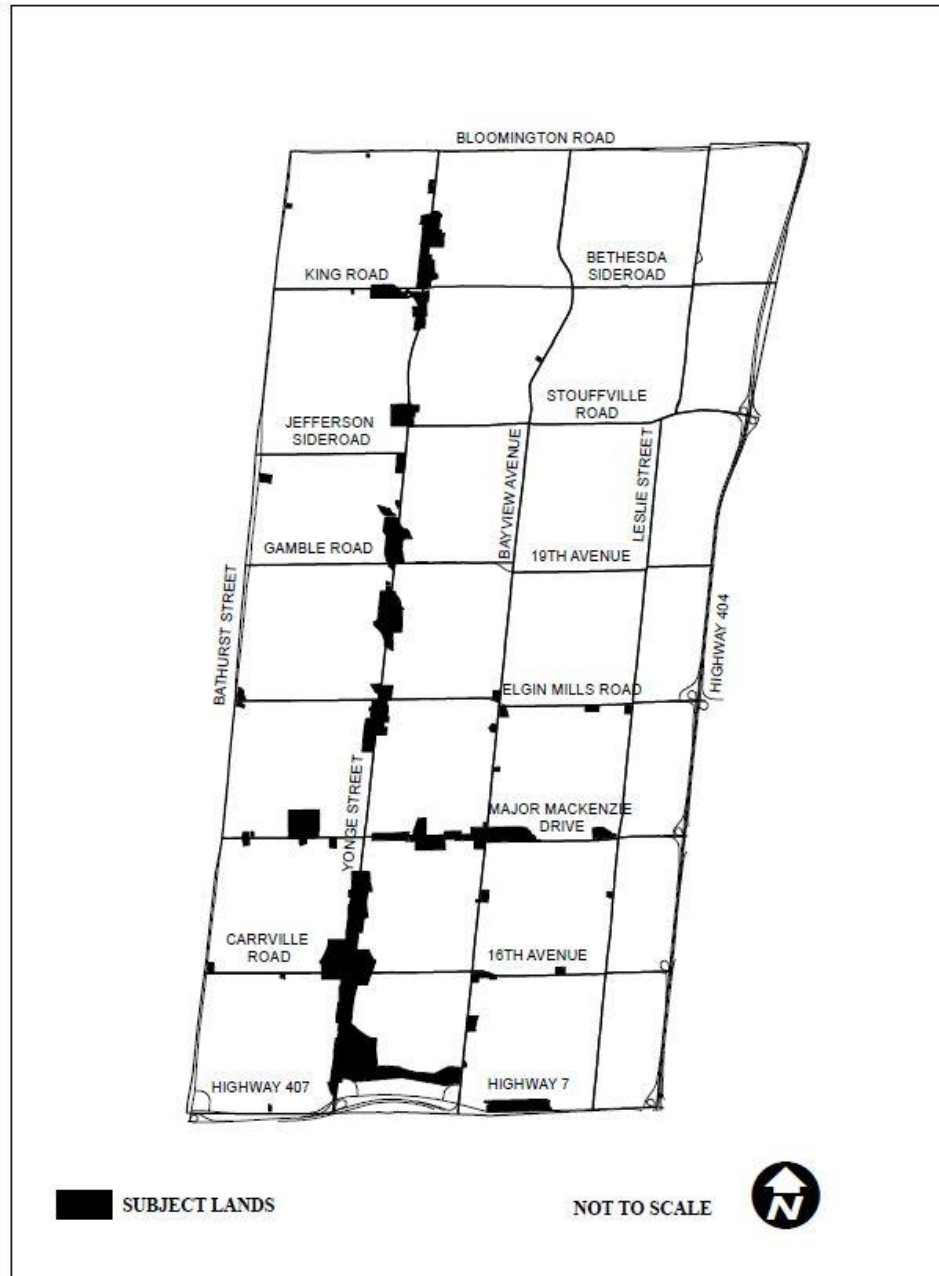 BLOOMINGTON ROAD
KING ROAD
BETHESDA
SIDEROAD
STOUFFVILLE
ROAD
JEFFERSON
SIDEROAD
BAYVIEW AVENUE
LESLIE STREET
GAMBLE ROAD
19TH AVENUE
BATHURST STREET
HIGHWAY 404
ELGIN MILLS ROAD
YONGE STREET
MAJOR MACKENZIE
DRIVE
CARRVILLE
ROAD
16TH AVENUE
HIGHWAY 407
HIGHWAY 7
SUBJECT LANDS
NOT TO SCALE
N